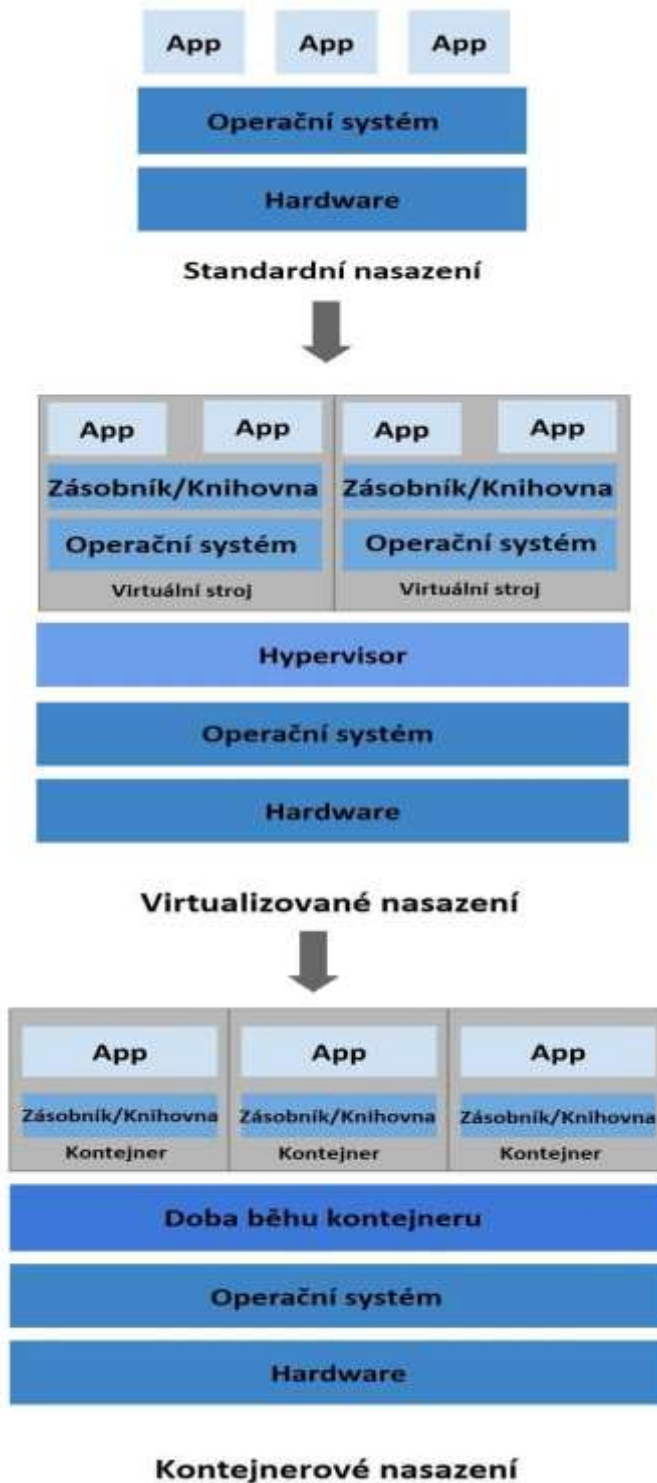 App App App
Operační systém
Hardware
Standardní nasazení
App App App App
Zásobník/Knihovna Zásobník/Knihovna
Operační systém Operační systém
Virtuální stroj Virtuální stroj
Hypervisor
Operační systém
Hardware
Virtualizované nasazení
App App App
Zásobník/Knihovna Zásobník/Knihovna Zásobník/Knihovna
Kontejner Kontejner Kontejner
Doba běhu kontejneru
Operační systém
Hardware
Kontejnerové nasazení